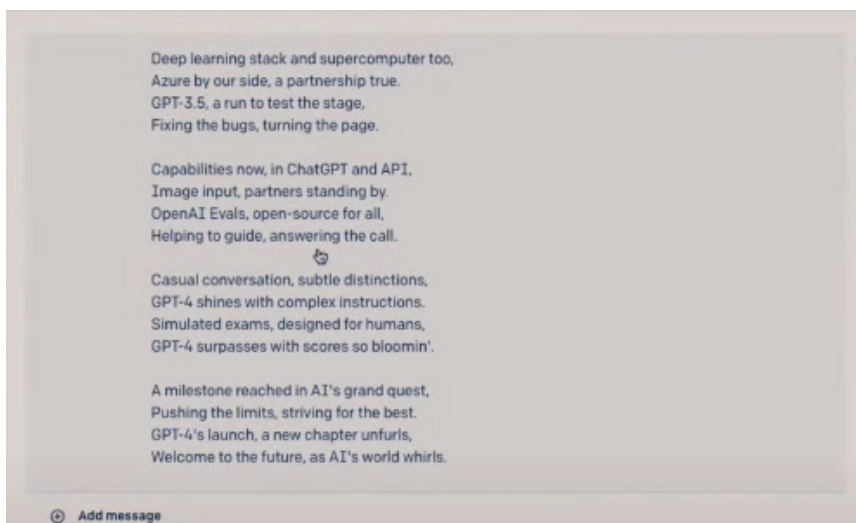 Deep learning stack and supercomputer too,
Azure by our side, a partnership true.
GPT-3.5, a run to test the stage,
Fixing the bugs, turning the page.
Capabilities now, in ChatGPT and API,
Image input, partners standing by.
OpenAI Evals, open-source for all,
Helping to guide, answering the call.
Casual conversation, subtle distinctions,
GPT-4 shines with complex instructions.
Simulated exams, designed for humans,
GPT-4 surpasses with scores so bloomin'.
A milestone reached in AI's grand quest,
Pushing the limits, striving for the best.
GPT-4's launch, a new chapter unfurls,
Welcome to the future, as AI's world whirls.
Add message